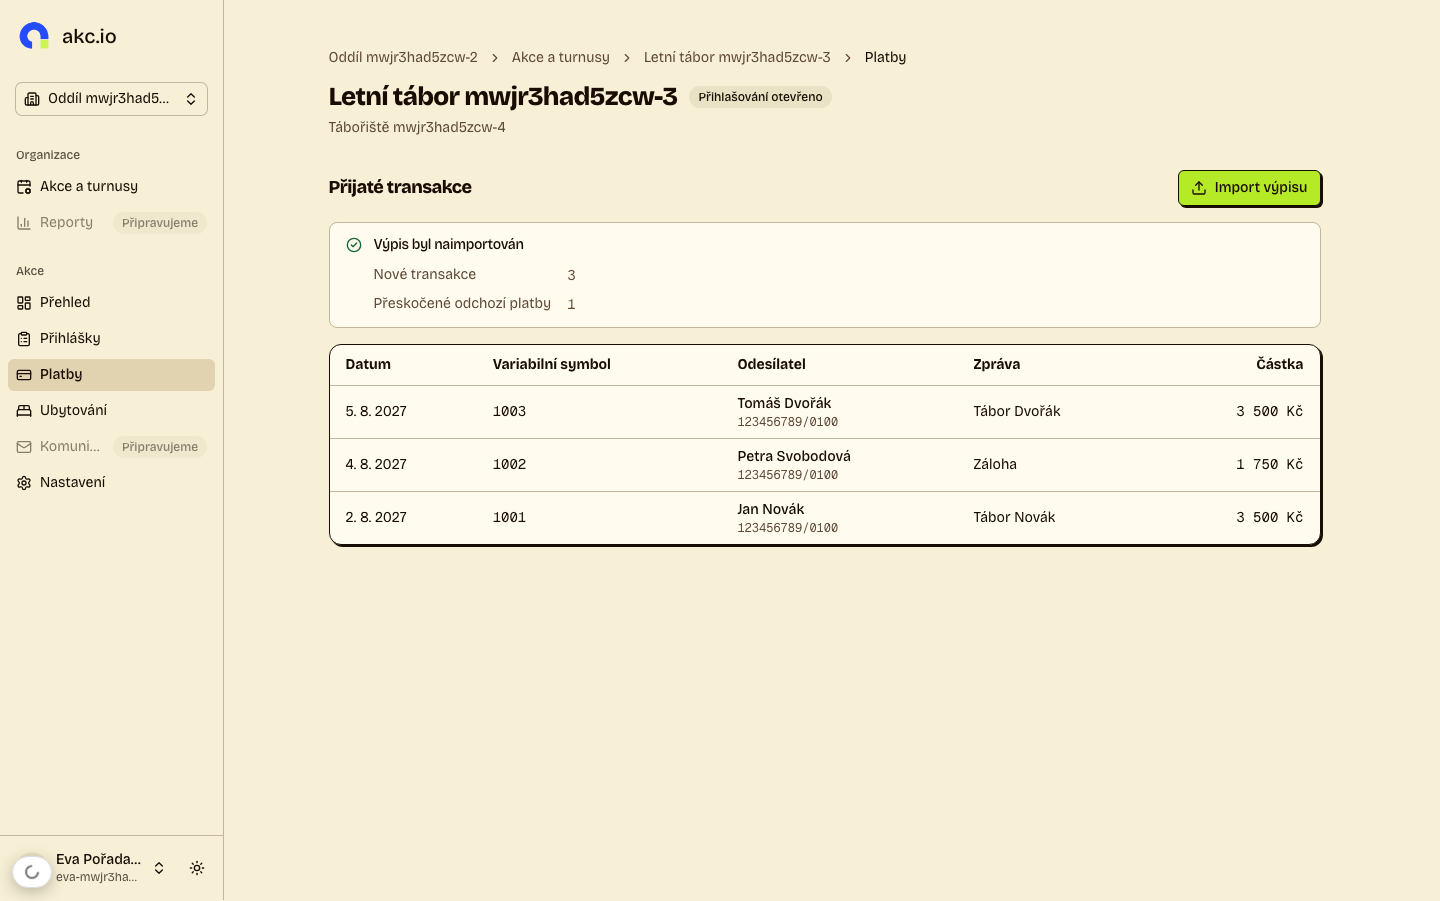 akc.io
Oddíl mwjr3had5...
Organizace
Akce a turnusy
Reporty Připravujeme
Akce
Přehled
Přihlášky
Platby
Ubytování
Komuni... Připravujeme
Nastavení
Eva Pořada...
eva-mwjr3ha...
Oddíl mwjr3had5zcw-2 > Akce a turnusy > Letní tábor mwjr3had5zcw-3 > Platby
Letní tábor mwjr3had5zcw-3 Přihlašování otevřeno
Tábořiště mwjr3had5zcw-4
Přijaté transakce
Import výpisu
Výpis byl naimportován
Nové transakce 3
Přeskočené odchozí platby 1
Datum Variabilní symbol Odesílatel Zpráva Částka
5. 8. 2027 1003 Tomáš Dvořák Tábor Dvořák 3 500 Kč
123456789/0100
4. 8. 2027 1002 Petra Svobodová Záloha 1 750 Kč
123456789/0100
2. 8. 2027 1001 Jan Novák Tábor Novák 3 500 Kč
123456789/0100